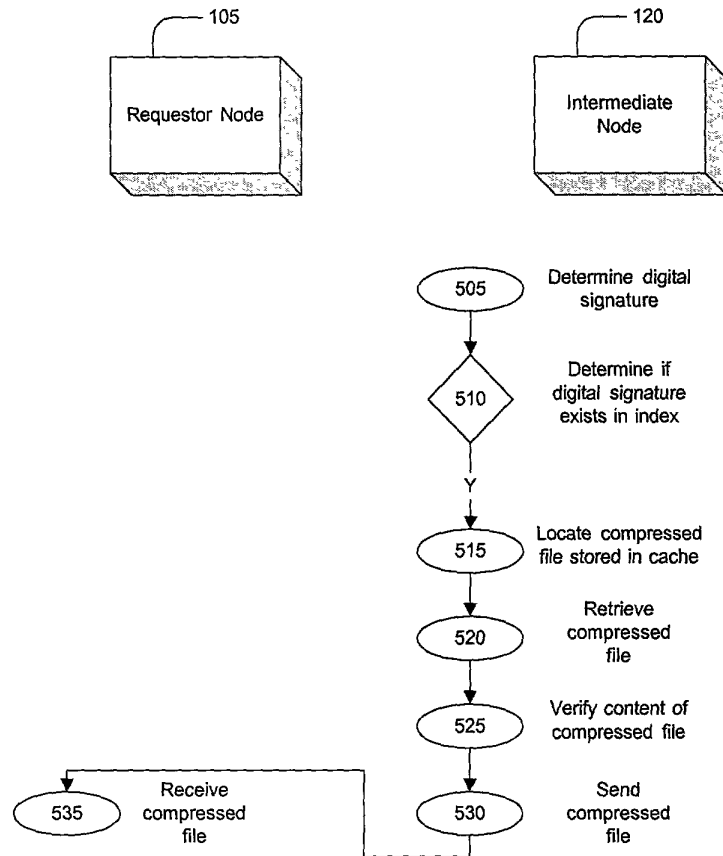 105
120
Requestor Node
Intermediate
Node
505
Determine digital
signature
510
Determine if
digital signature
exists in index
Y
515
Locate compressed
file stored in cache
520
Retrieve
compressed
file
525
Verify content of
compressed file
535
Receive
compressed
file
530
Send
compressed
file